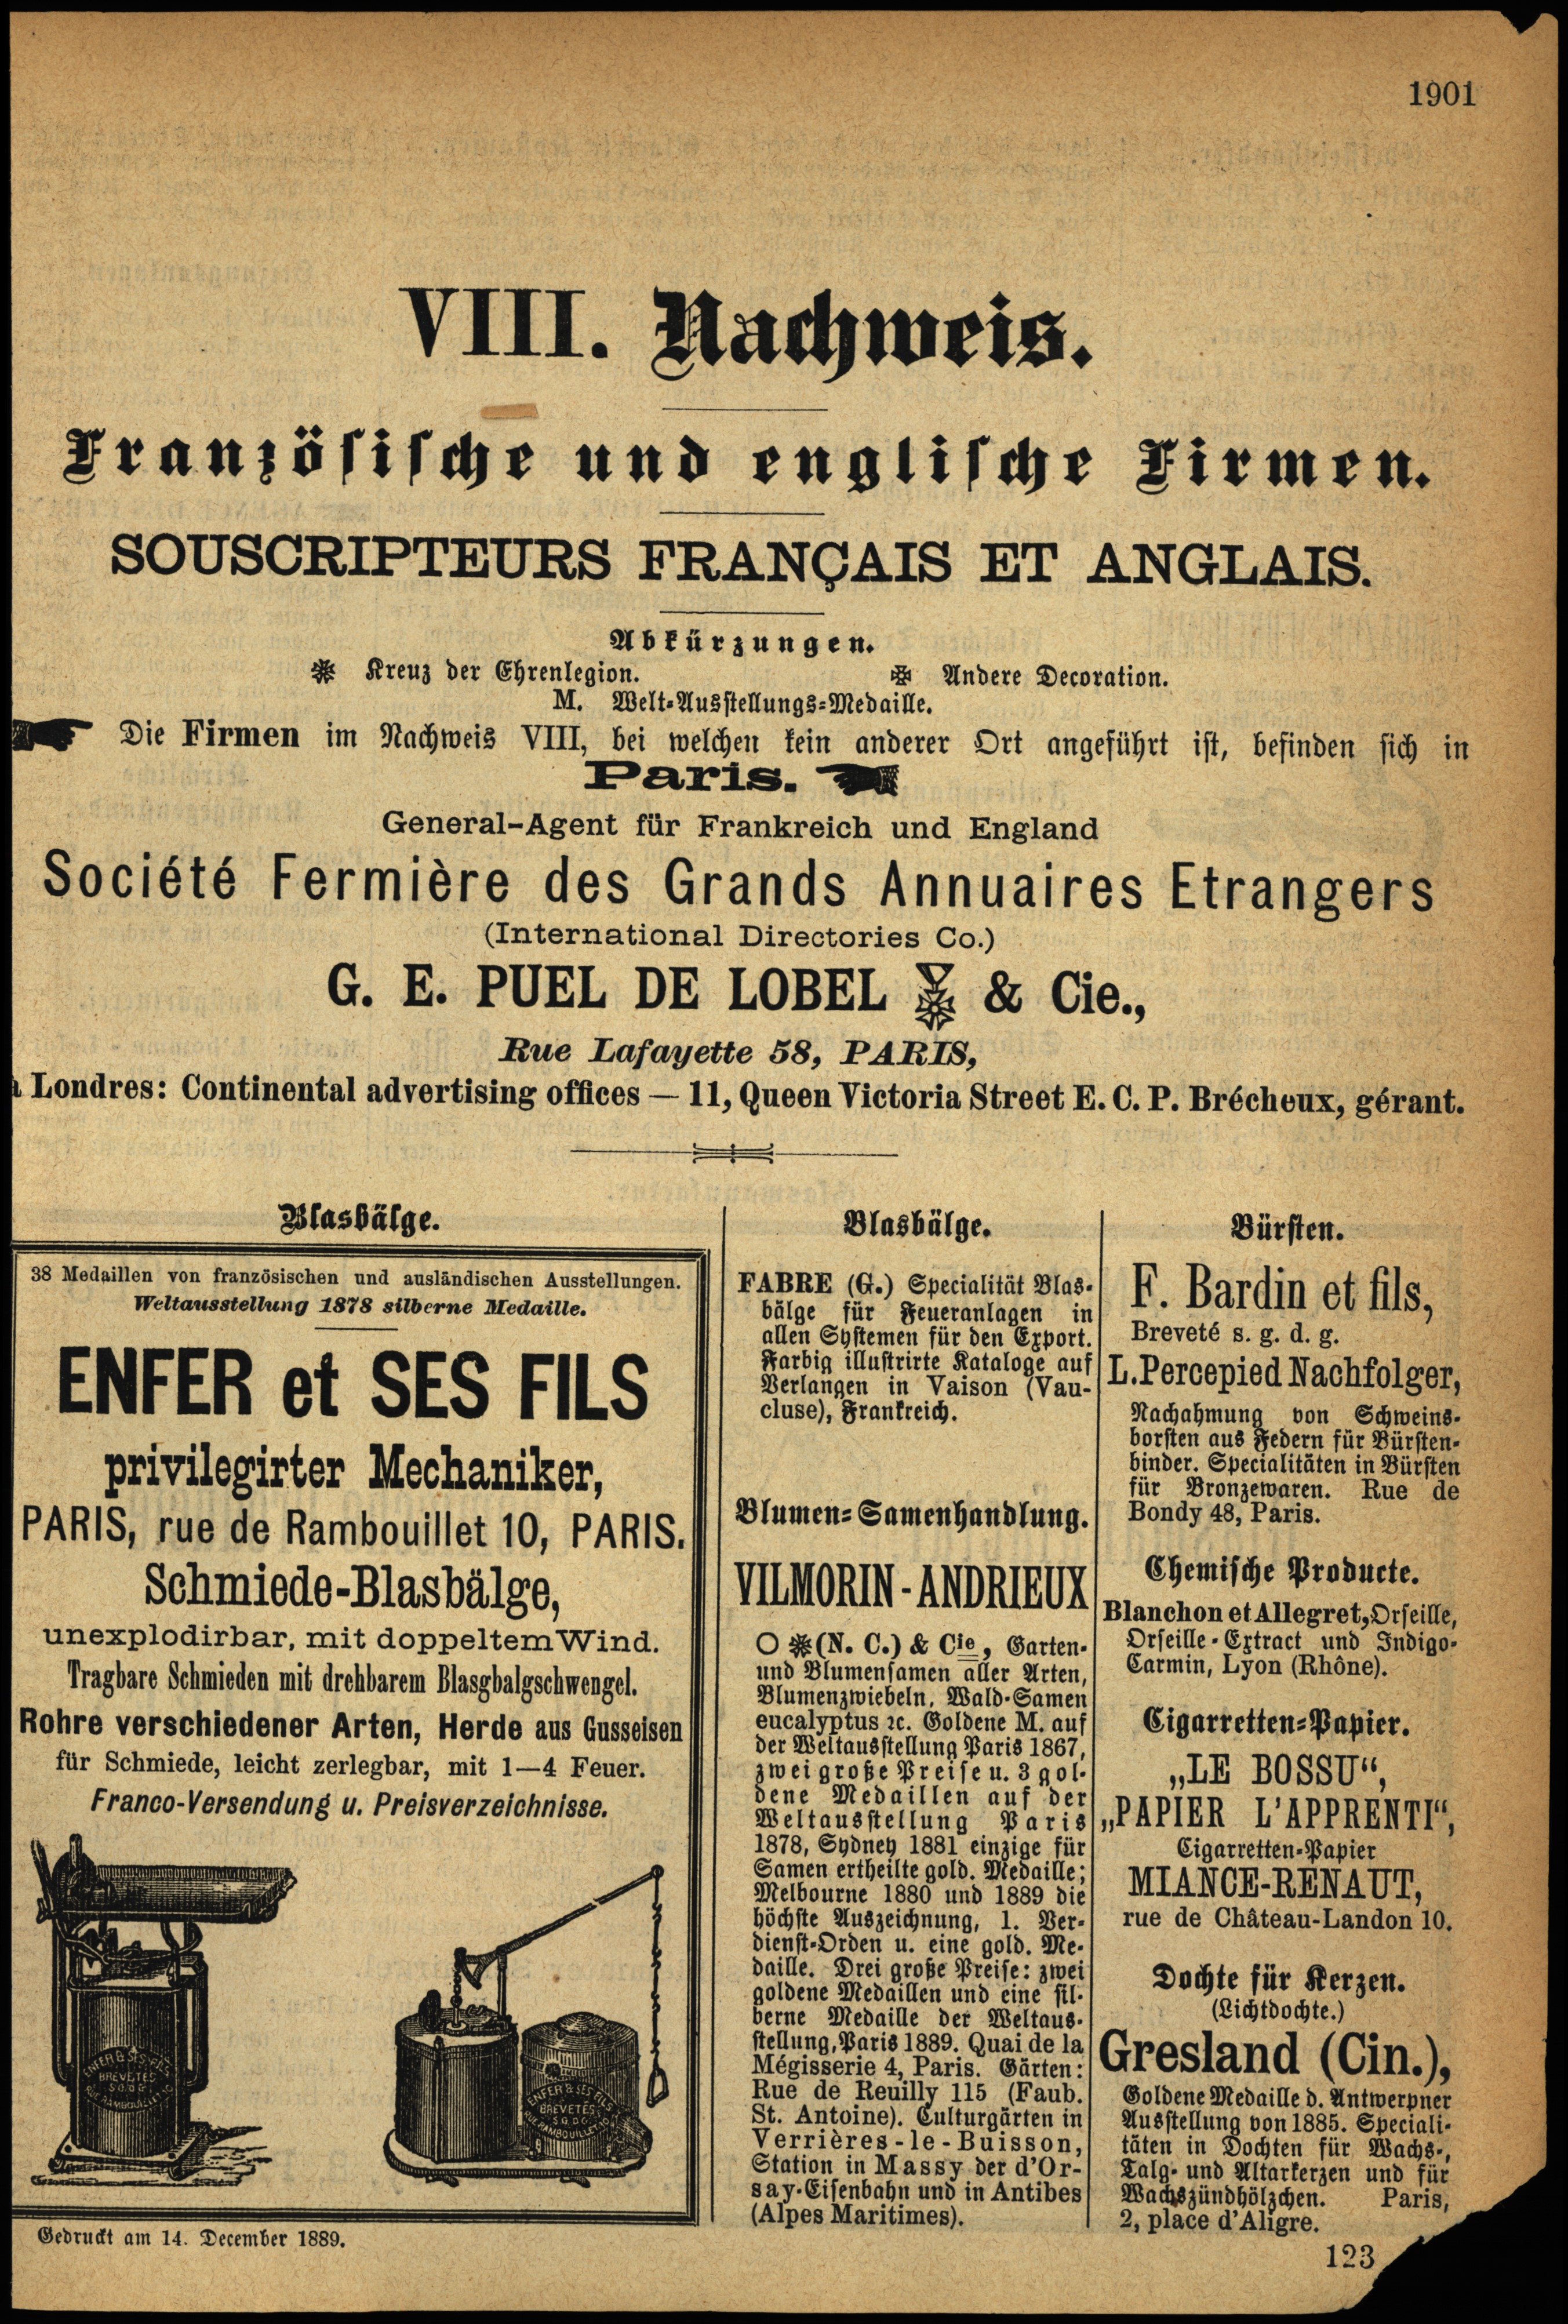 1901
VIII. Nachweis.
Französische und englische Firmen.
SOUSCRIPTEURS FRANÇAIS ET ANGLAIS.
Abkürzungen.
Kreuz der Ehrenlegion. Andere Decoration.
M. Welt-Ausstellungs-Medaille.
Die Firmen im Nachweis VIII, bei welchen kein anderer Ort angeführt ist, befinden sich in
Paris.
General-Agent für Frankreich und England
Société Fermière des Grands Annuaires Etrangers
(International Directories Co.)
G. E. PUEL DE LOBEL & Cie.,
Rue Lafayette 58, PARIS,
à Londres: Continental advertising offices — 11, Queen Victoria Street E. C. P. Brécheux, gérant.
Blasbälge.
38 Medaillen von französischen und ausländischen Ausstellungen.
Weltausstellung 1878 silberne Medaille.
ENFER et SES FILS
privilegirter Mechaniker,
PARIS, rue de Rambouillet 10, PARIS.
Schmiede-Blasbälge,
unexplodirbar, mit doppeltem Wind.
Tragbare Schmieden mit drehbarem Blasgbalgschwengel.
Rohre verschiedener Arten, Herde aus Gusseisen
für Schmiede, leicht zerlegbar, mit 1—4 Feuer.
Franco-Versendung u. Preisverzeichnisse.
ENFER & SES FILS
BREVETÉS
S.G.D.G.
ENFER & SES FILS
BREVETÉS
S.G.D.G.
Gedruckt am 14. December 1889.
Blasbälge.
FABRE (G.) Specialität Blas-
bälge für Feueranlagen in
allen Systemen für den Export.
Farbig illustrirte Kataloge auf
Verlangen in Vaison (Vau-
cluse), Frankreich.
Blumen-Samenhandlung.
VILMORIN-ANDRIEUX
(N. C.) & Cie, Garten-
und Blumensamen aller Arten,
Blumenzwiebeln, Wald-Samen
eucalyptus ꝛc. Goldene M. auf
der Weltausstellung Paris 1867,
zwei große Preise u. 3 gol-
dene Medaillen auf der
Weltausstellung Paris
1878, Sydney 1881 einzige für
Samen ertheilte gold. Medaille;
Melbourne 1880 und 1889 die
höchste Auszeichnung, 1. Ver-
dienst-Orden u. eine gold. Me-
daille. Drei große Preise: zwei
goldene Medaillen und eine sil-
berne Medaille der Weltaus-
stellung, Paris 1889. Quai de la
Mégisserie 4, Paris. Gärten:
Rue de Reuilly 115 (Faub.
St. Antoine). Culturgärten in
Verrières-le-Buisson,
Station in Massy der d'Or-
say-Eisenbahn und in Antibes
(Alpes Maritimes).
Bürsten.
F. Bardin et fils,
Breveté s. g. d. g.
L. Percepied Nachfolger,
Nachahmung von Schweins-
borsten aus Federn für Bürsten-
binder. Specialitäten in Bürsten
für Bronzewaren. Rue de
Bondy 48, Paris.
Chemische Producte.
Blanchon et Allegret, Orseille,
Orseille-Extract und Indigo-
Carmin, Lyon (Rhône).
Cigarretten-Papier.
„LE BOSSU“,
„PAPIER L'APPRENTI“,
Cigarretten-Papier
MIANCE-RENAUT,
rue de Château-Landon 10.
Dochte für Kerzen.
(Lichtdochte.)
Gresland (Cin.),
Goldene Medaille d. Antwerpner
Ausstellung von 1885. Speciali-
täten in Dochten für Wachs-,
Talg- und Altarkerzen und für
Wachszündhölzchen. Paris,
2, place d'Aligre.
123